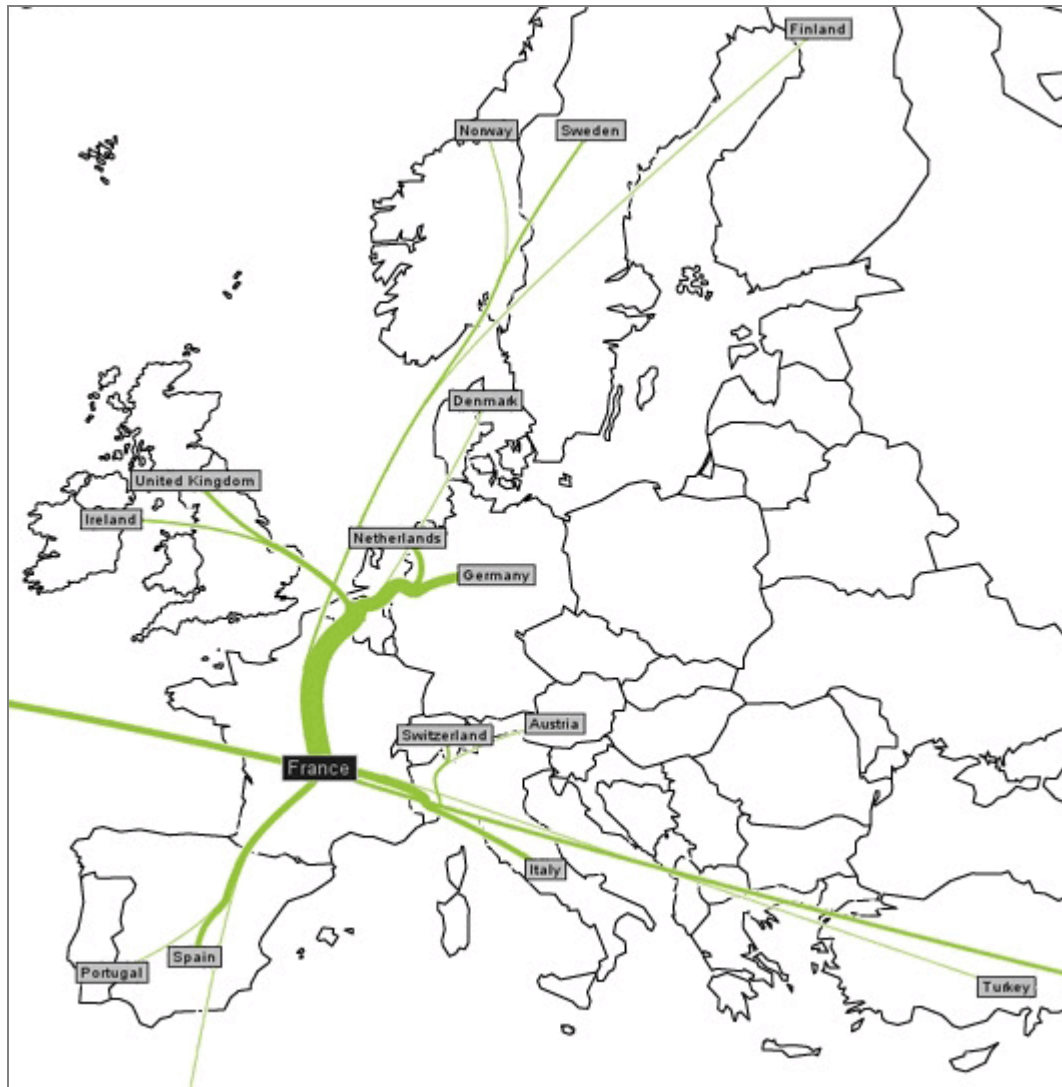 Finland
Norway
Sweden
Denmark
United Kingdom
Ireland
Netherlands
Germany
Austria
Switzerland
France
Italy
Spain
Portugal
Turkey